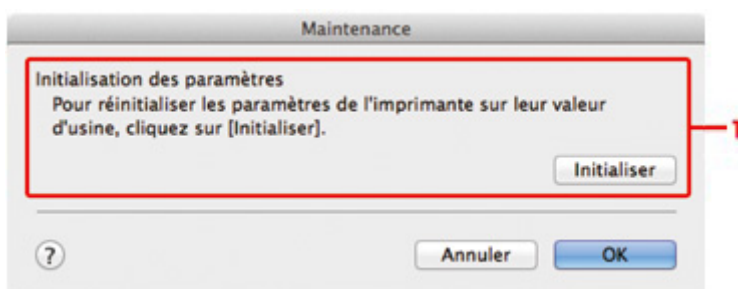 Maintenance
Initialisation des paramètres
Pour réinitialiser les paramètres de l'imprimante sur leur valeur
d'usine, cliquez sur [Initialiser].
1
Initialiser
?
Annuler
OK